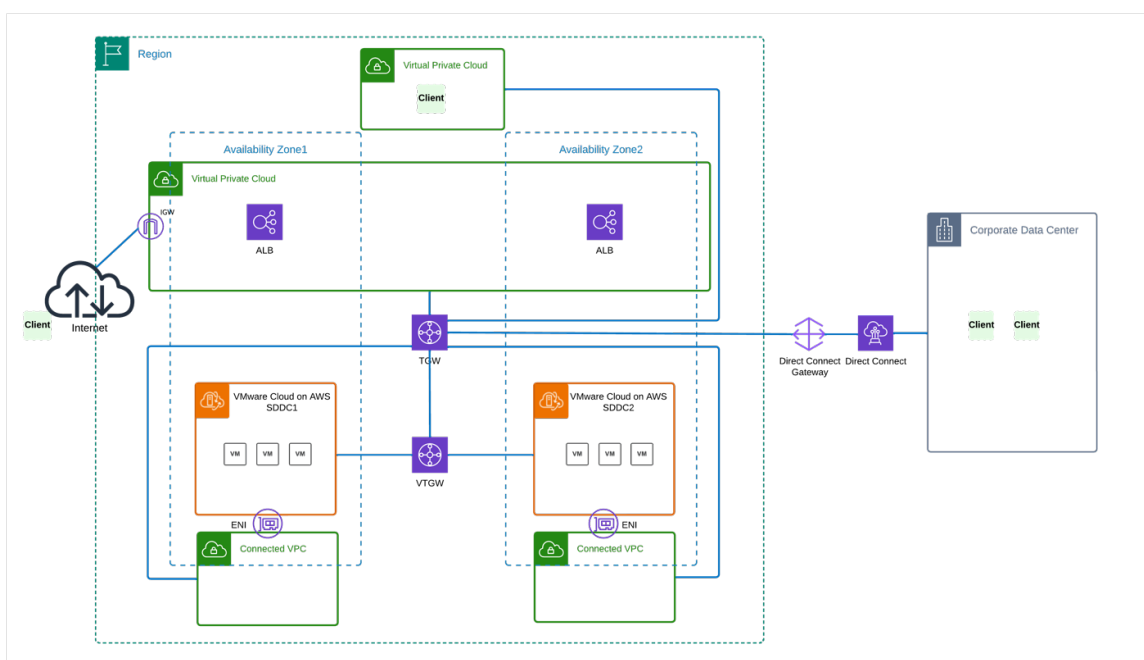 Region
Virtual Private Cloud
Client
Availability Zone1
Availability Zone2
Virtual Private Cloud
IGW
ALB
ALB
Corporate Data Center
Client
Internet
Client
Client
TGW
Direct Connect
Gateway
Direct Connect
VMware Cloud on AWS
SDDC1
VMware Cloud on AWS
SDDC2
VM
VM
VM
VM
VM
VM
VTGW
ENI
ENI
Connected VPC
Connected VPC